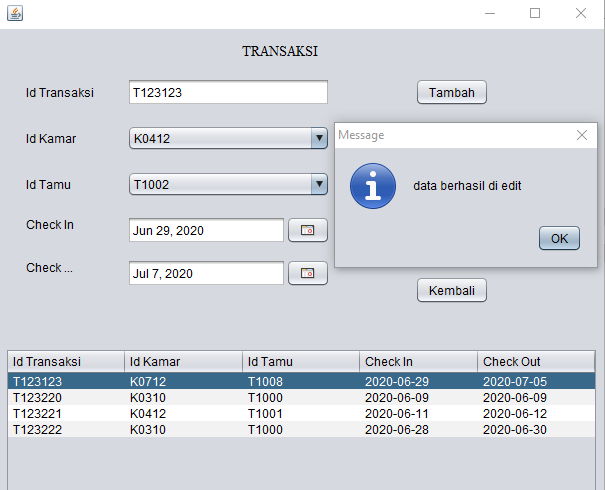 TRANSAKSI
Id Transaksi T123123 Tambah
Id Kamar K0412
Id Tamu T1002
Check In Jun 29, 2020
Check ... Jul 7, 2020
Message
data berhasil di edit
OK
Kembali
Id Transaksi Id Kamar Id Tamu Check In Check Out
T123123 K0712 T1008 2020-06-29 2020-07-05
T123220 K0310 T1000 2020-06-09 2020-06-09
T123221 K0412 T1001 2020-06-11 2020-06-12
T123222 K0310 T1000 2020-06-28 2020-06-30